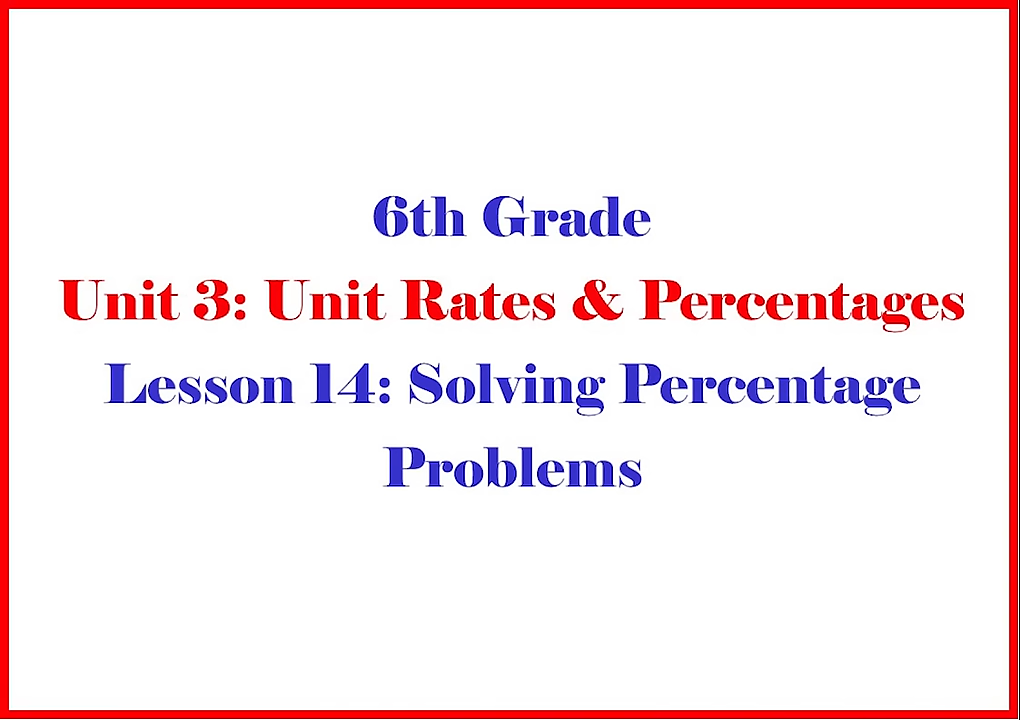 6th Grade
Unit 3: Unit Rates & Percentages
Lesson 14: Solving Percentage
Problems